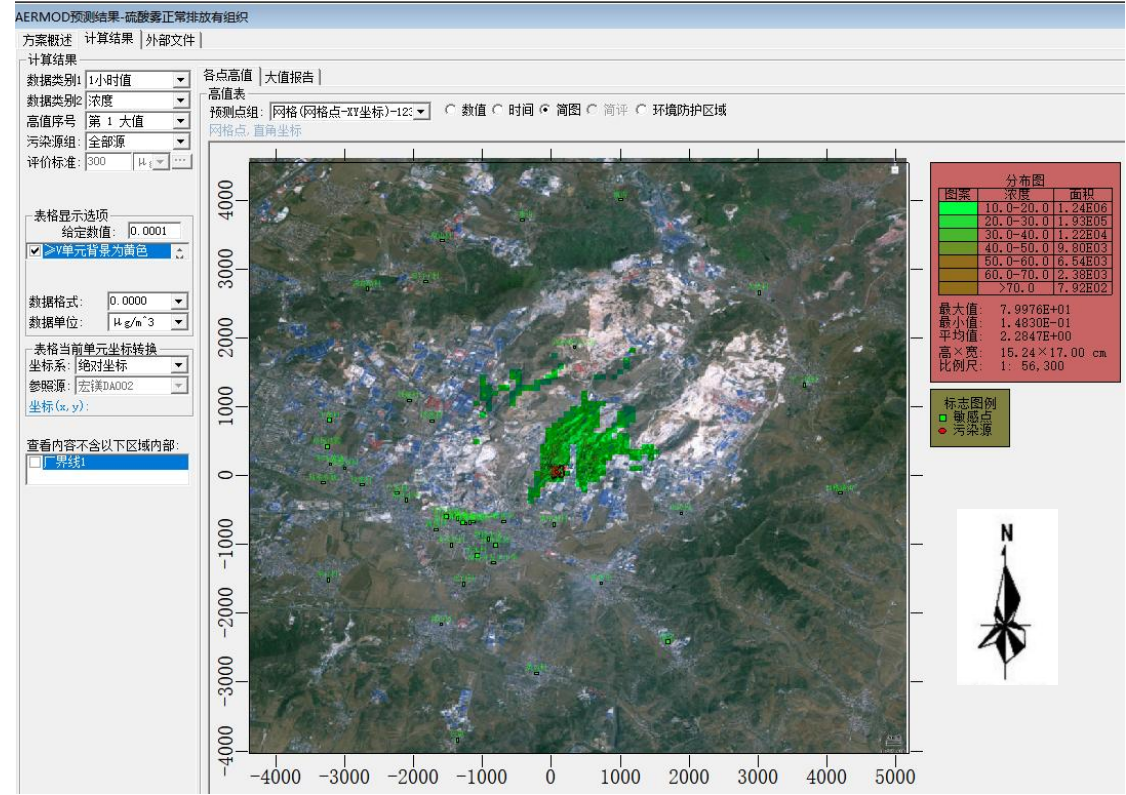 AERMOD预测结果-硫酸雾正常排放有组织
方案概述 计算结果 外部文件
计算结果
数据类别1 1小时值
数据类别2 浓度
高值序号 第 1 大值
污染源组: 全部源
评价标准: 300
表格显示选项
给定数值: 0.0001
≥V单元背景为黄色
数据格式: 0.0000
数据单位: μg/m^3
表格当前单元坐标转换
坐标系: 绝对坐标
参照源: 宏镁DA002
坐标(x,y):
查看内容不含以下区域内部:
厂界线1
各点高值 大值报告
高值表
预测点组: 网格(网格点-XY坐标)-123 数值 时间 简图 简评 环境防护区域
网格点,直角坐标
4000
3000
2000
1000
0
-1000
-2000
-3000
-4000
-4000 -3000 -2000 -1000 0 1000 2000 3000 4000 5000
分布图
图案 浓度 面积
10.0-20.0 1.24E06
20.0-30.0 1.93E05
30.0-40.0 1.22E04
40.0-50.0 9.80E03
50.0-60.0 6.54E03
60.0-70.0 2.38E03
>70.0 7.92E02
最大值: 7.9976E+01
最小值: 1.4830E-01
平均值: 2.2847E+00
高×宽: 15.24×17.00 cm
比例尺: 1: 56,300
标志图例
敏感点
污染源
N